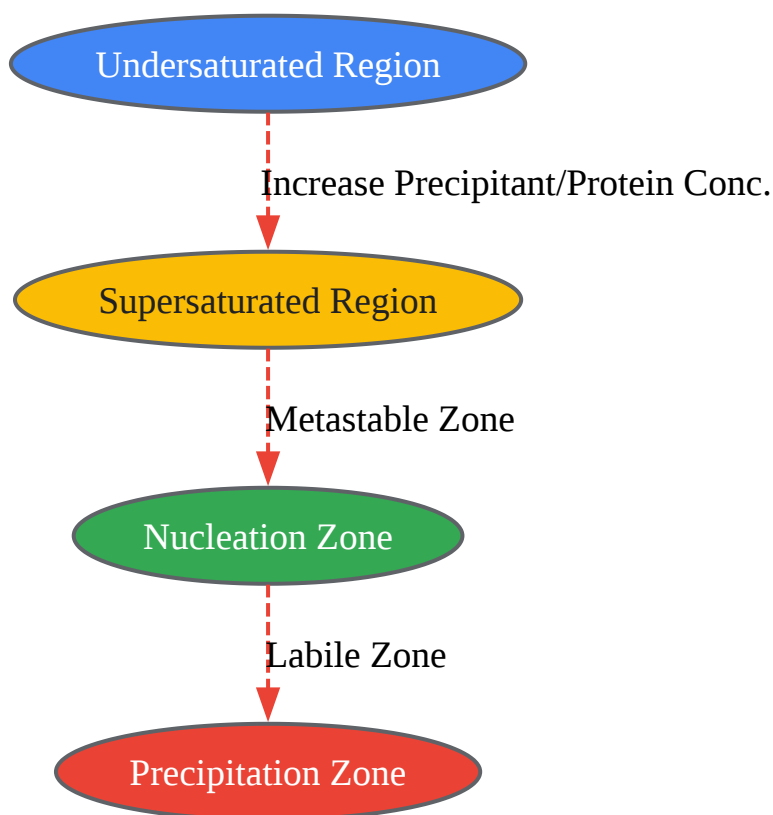 Undersaturated Region
Increase Precipitant/Protein Conc.
Supersaturated Region
Metastable Zone
Nucleation Zone
Labile Zone
Precipitation Zone